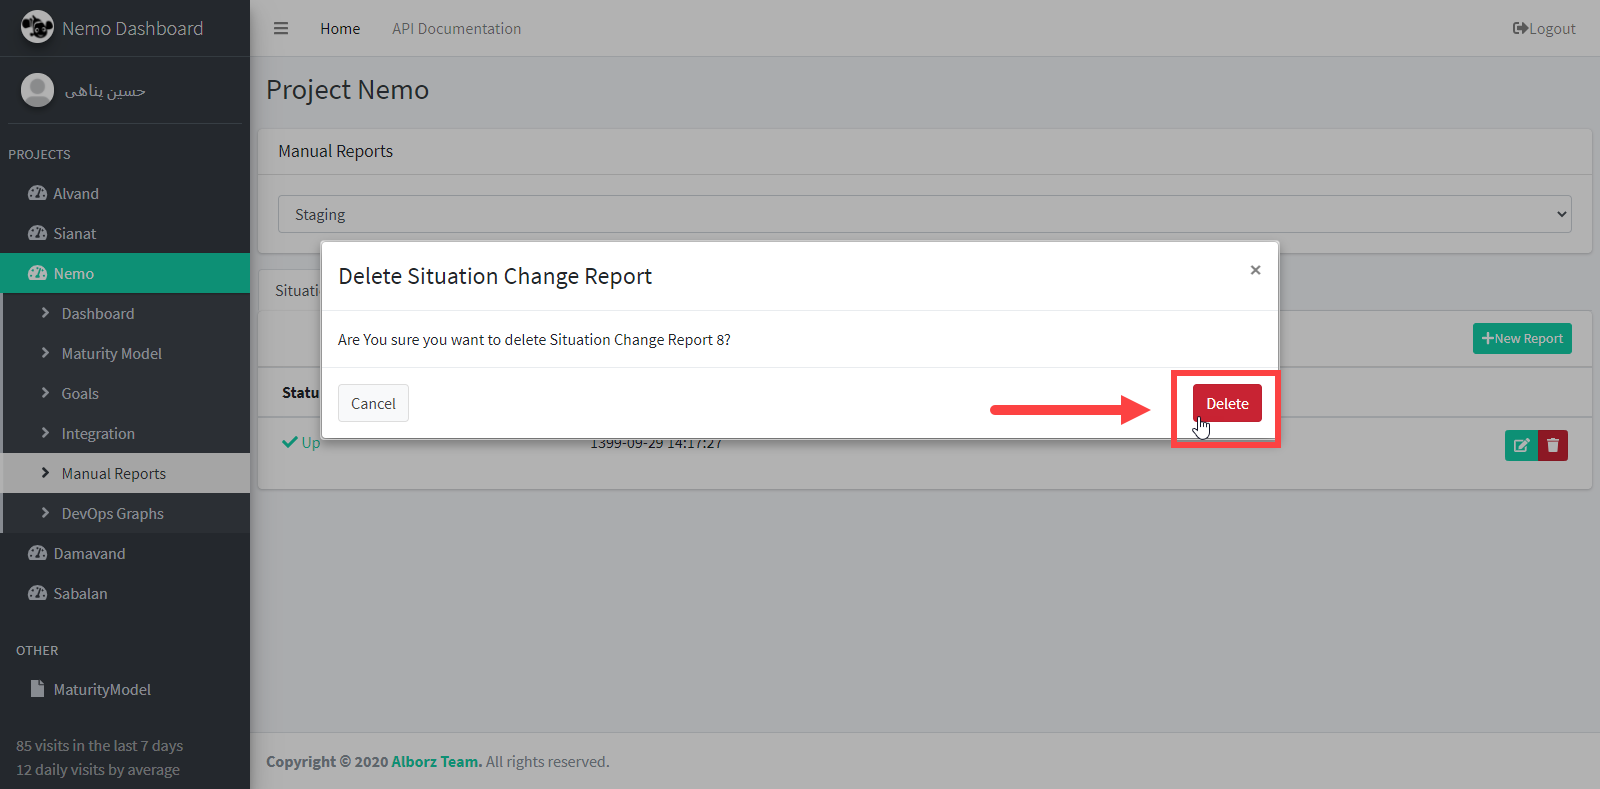 Nemo Dashboard
Home
API Documentation
Logout
حسین پناهی
PROJECTS
Alvand
Sianat
Nemo
Dashboard
Maturity Model
Goals
Integration
Manual Reports
DevOps Graphs
Damavand
Sabalan
OTHER
MaturityModel
85 visits in the last 7 days
12 daily visits by average
Project Nemo
Manual Reports
Staging
Situati
New Report
Statu
Up
1399-09-29 14:17:27
Delete Situation Change Report
×
Are You sure you want to delete Situation Change Report 8?
Cancel
Delete
Copyright © 2020 Alborz Team. All rights reserved.